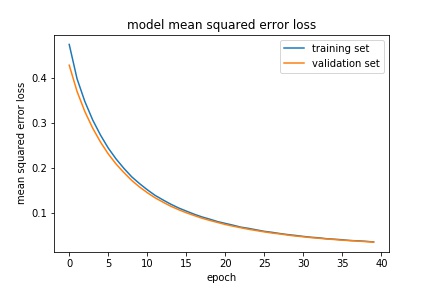 model mean squared error loss
training set
validation set
mean squared error loss
0.4
0.3
0.2
0.1
0 5 10 15 20 25 30 35 40
epoch